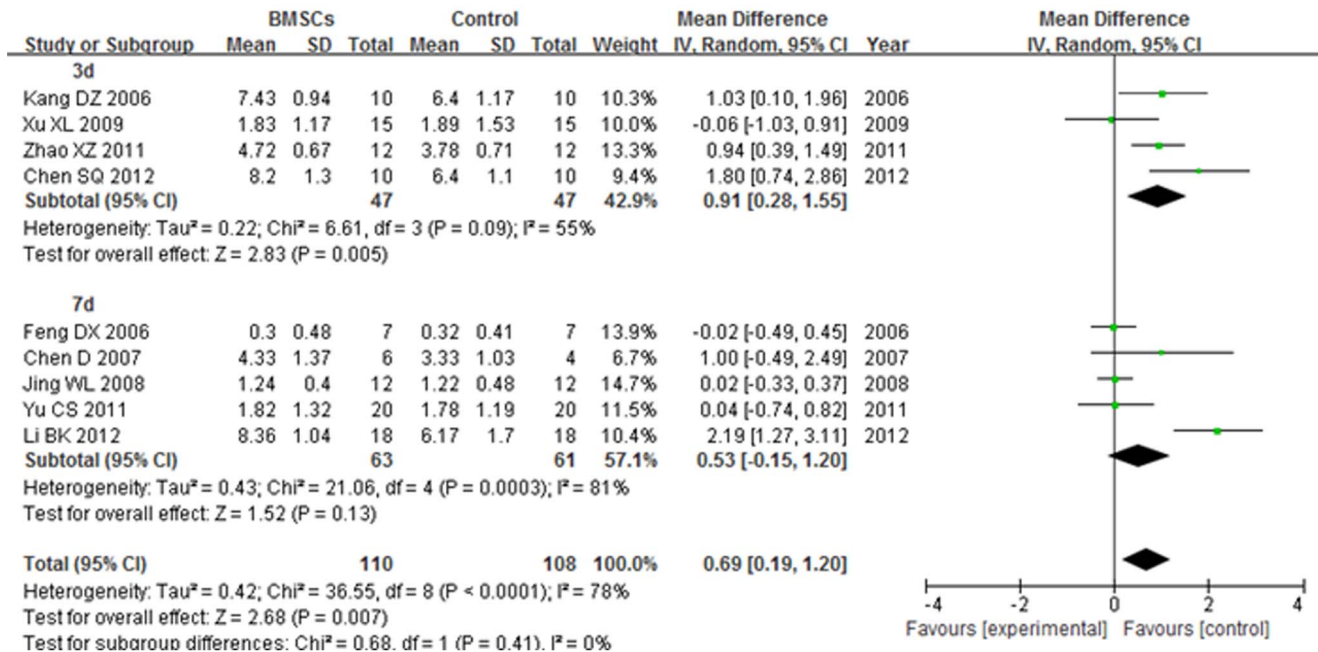 BMSCs Control Mean Difference Mean Difference
Study or Subgroup Mean SD Total Mean SD Total Weight IV, Random, 95% CI Year IV, Random, 95% CI
3d
Kang DZ 2006 7.43 0.94 10 6.4 1.17 10 10.3% 1.03 [0.10, 1.96] 2006
Xu XL 2009 1.83 1.17 15 1.89 1.53 15 10.0% -0.06 [-1.03, 0.91] 2009
Zhao XZ 2011 4.72 0.67 12 3.78 0.71 12 13.3% 0.94 [0.39, 1.49] 2011
Chen SQ 2012 8.2 1.3 10 6.4 1.1 10 9.4% 1.80 [0.74, 2.86] 2012
Subtotal (95% CI) 47 47 42.9% 0.91 [0.28, 1.55]
Heterogeneity: Tau² = 0.22; Chi² = 6.61, df = 3 (P = 0.09); I² = 55%
Test for overall effect: Z = 2.83 (P = 0.005)
7d
Feng DX 2006 0.3 0.48 7 0.32 0.41 7 13.9% -0.02 [-0.49, 0.45] 2006
Chen D 2007 4.33 1.37 6 3.33 1.03 4 6.7% 1.00 [-0.49, 2.49] 2007
Jing WL 2008 1.24 0.4 12 1.22 0.48 12 14.7% 0.02 [-0.33, 0.37] 2008
Yu CS 2011 1.82 1.32 20 1.78 1.19 20 11.5% 0.04 [-0.74, 0.82] 2011
Li BK 2012 8.36 1.04 18 6.17 1.7 18 10.4% 2.19 [1.27, 3.11] 2012
Subtotal (95% CI) 63 61 57.1% 0.53 [-0.15, 1.20]
Heterogeneity: Tau² = 0.43; Chi² = 21.06, df = 4 (P = 0.0003); I² = 81%
Test for overall effect: Z = 1.52 (P = 0.13)
Total (95% CI) 110 108 100.0% 0.69 [0.19, 1.20]
Heterogeneity: Tau² = 0.42; Chi² = 36.55, df = 8 (P < 0.0001); I² = 78%
Test for overall effect: Z = 2.68 (P = 0.007)
Test for subgroup differences: Chi² = 0.68, df = 1 (P = 0.41), I² = 0%
-4 -2 0 2 4
Favours [experimental] Favours [control]